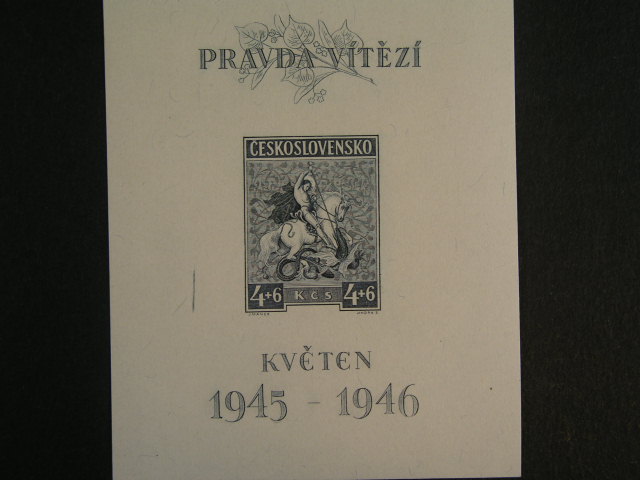 PRAVDA VÍTĚZÍ
ČESKOSLOVENSKO
4+6 KČS 4+6
KVĚTEN
1945 - 1946